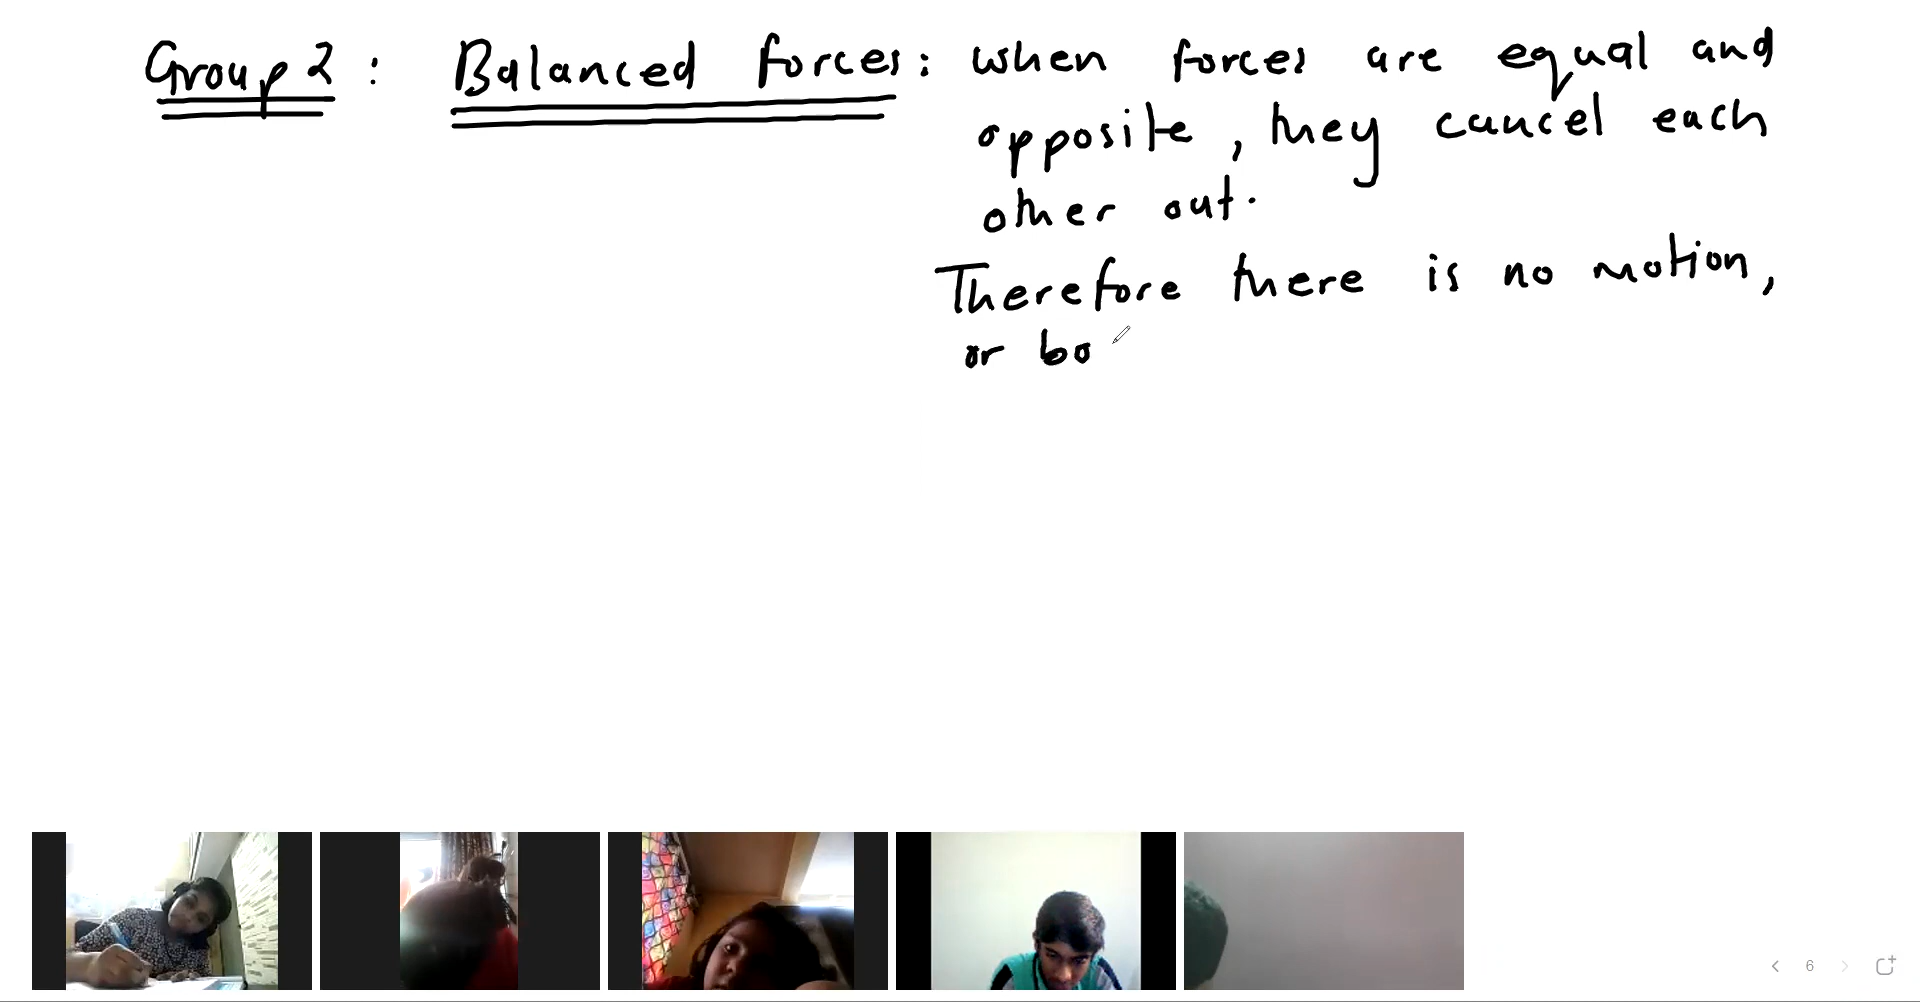 Group 2 : Balanced forces : when forces are equal and
opposite, they cancel each
other out.
Therefore there is no motion,
or bo
6